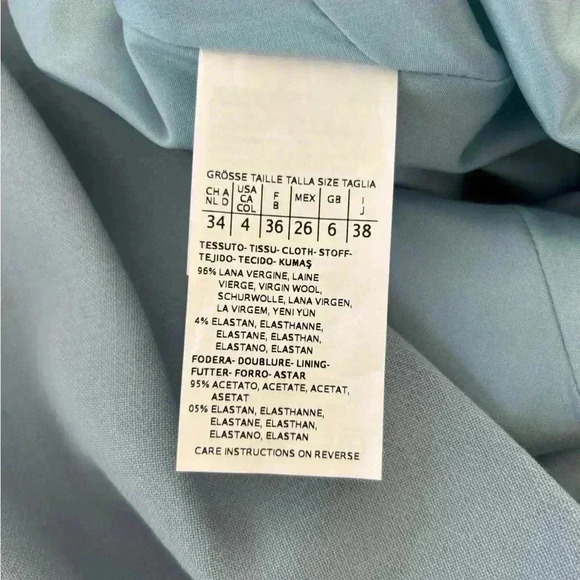 GRÖSSE TAILLE TALLA SIZE TAGLIA
CH A NL D USA CA COL F B MEX GB I J
34 4 36 26 6 38
TESSUTO- TISSU- CLOTH- STOFF-
TEJIDO- TECIDO- KUMAŞ
96% LANA VERGINE, LAINE
VIERGE, VIRGIN WOOL,
SCHURWOLLE, LANA VIRGEN,
LA VIRGEM, YENI YÜN
4% ELASTAN, ELASTHANNE,
ELASTANE, ELASTHAN,
ELASTANO, ELASTAN
FODERA- DOUBLURE- LINING-
FUTTER- FORRO- ASTAR
95% ACETATO, ACETATE, ACETAT,
ASETAT
05% ELASTAN, ELASTHANNE,
ELASTANE, ELASTHAN,
ELASTANO, ELASTAN
CARE INSTRUCTIONS ON REVERSE